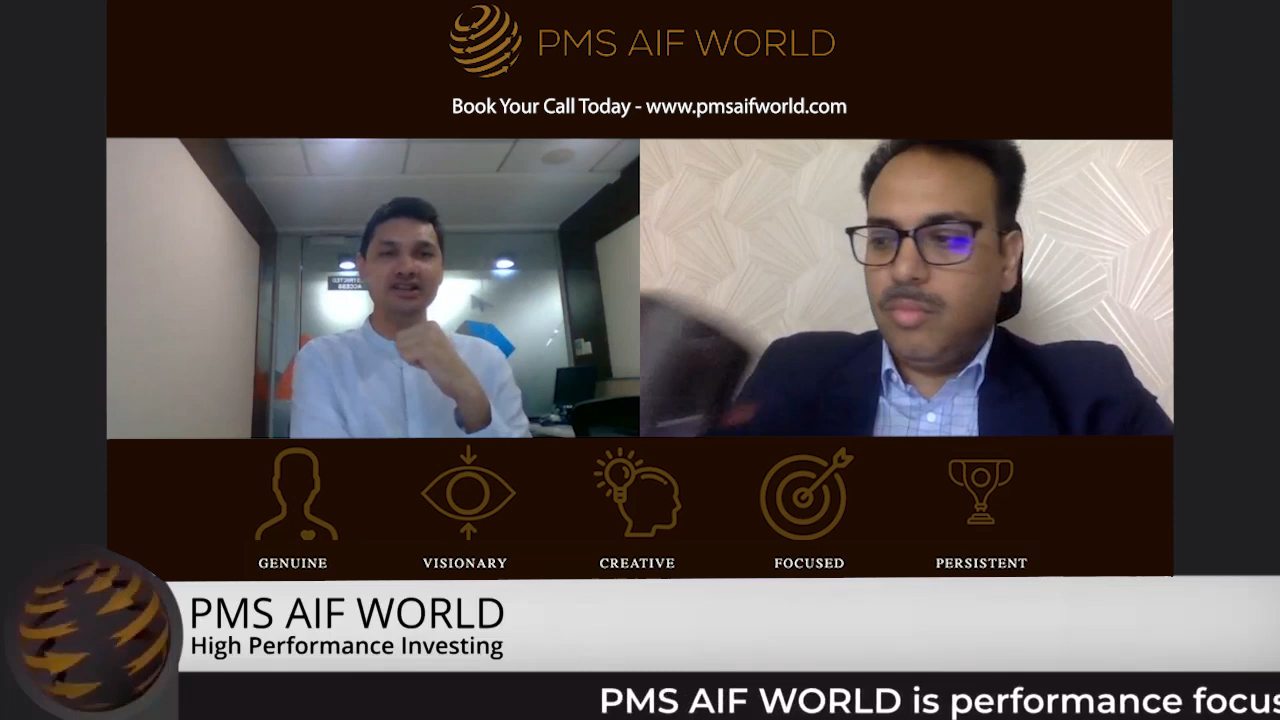 PMS AIF WORLD
Book Your Call Today - www.pmsaifworld.com
GENUINE
VISIONARY
CREATIVE
FOCUSED
PERSISTENT
PMS AIF WORLD
High Performance Investing
PMS AIF WORLD is performance focus